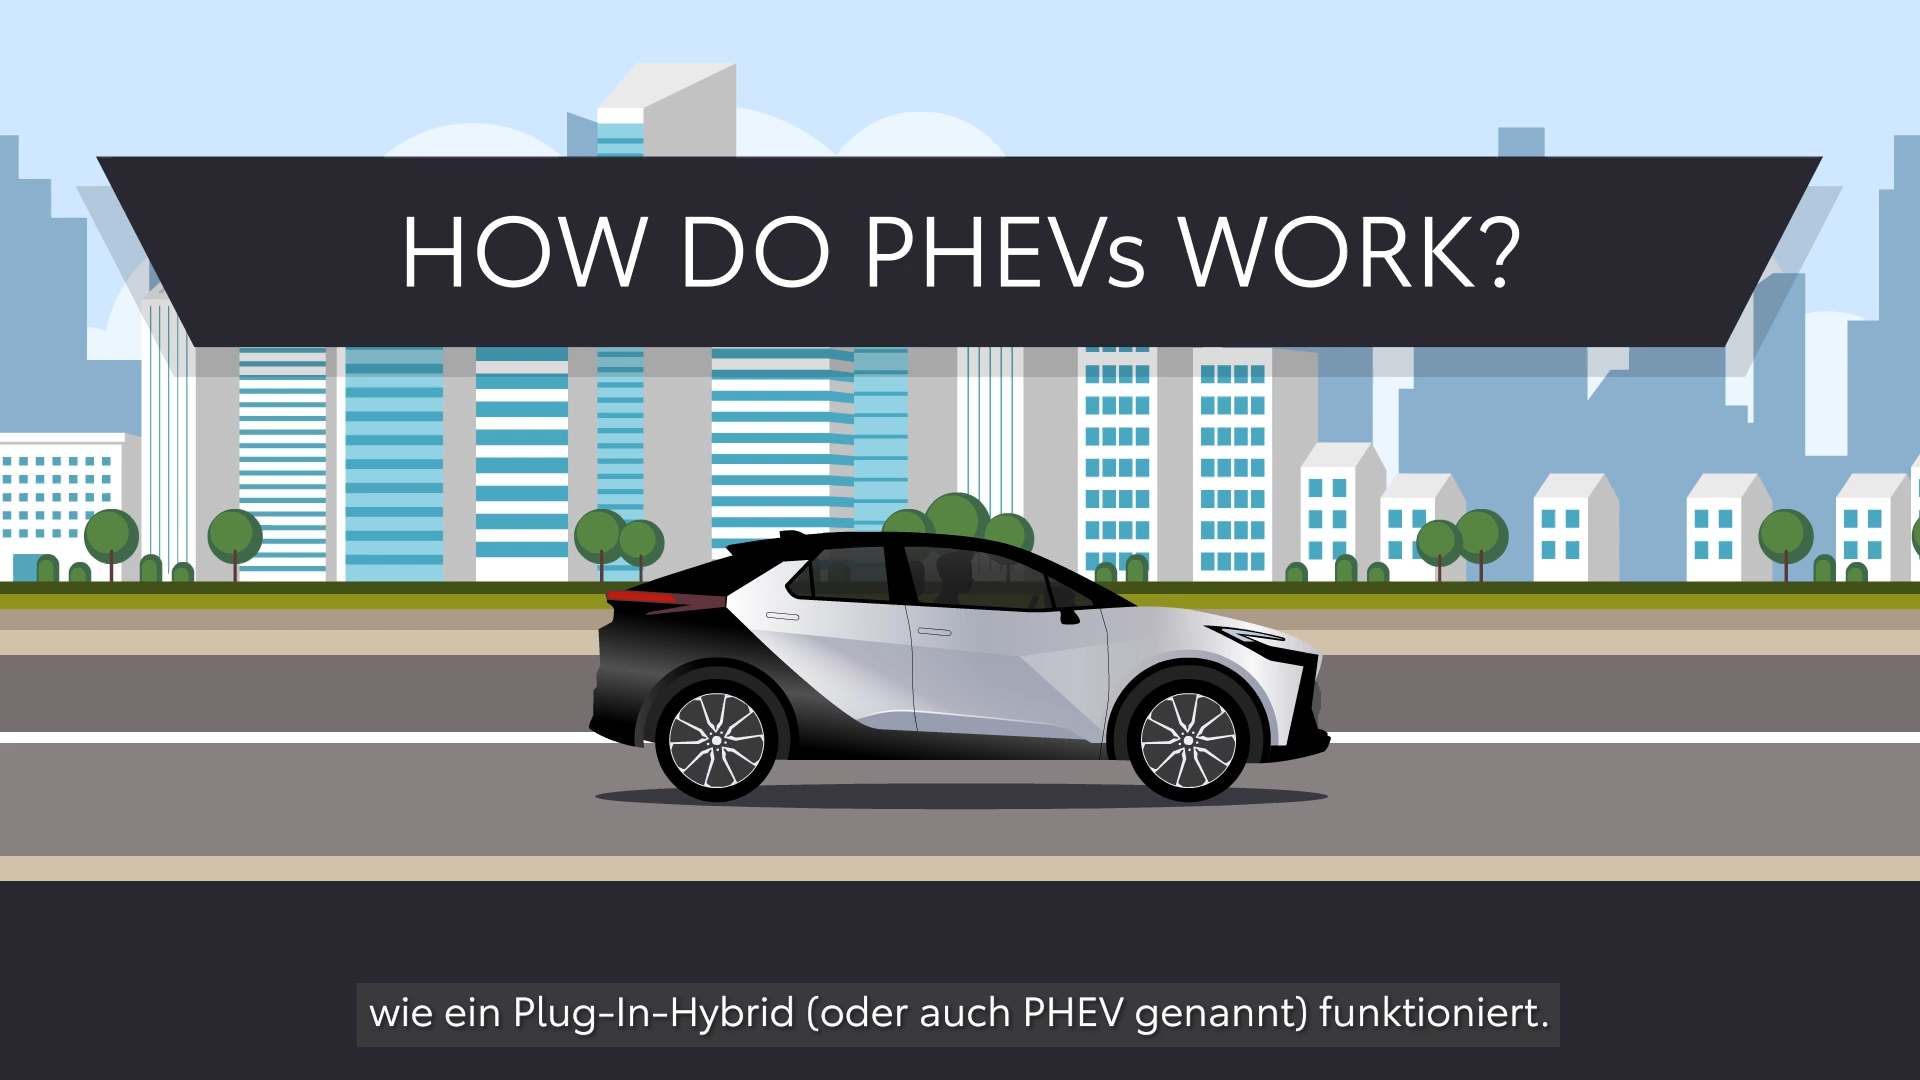 HOW DO PHEVs WORK?
wie ein Plug-In-Hybrid (oder auch PHEV genannt) funktioniert.